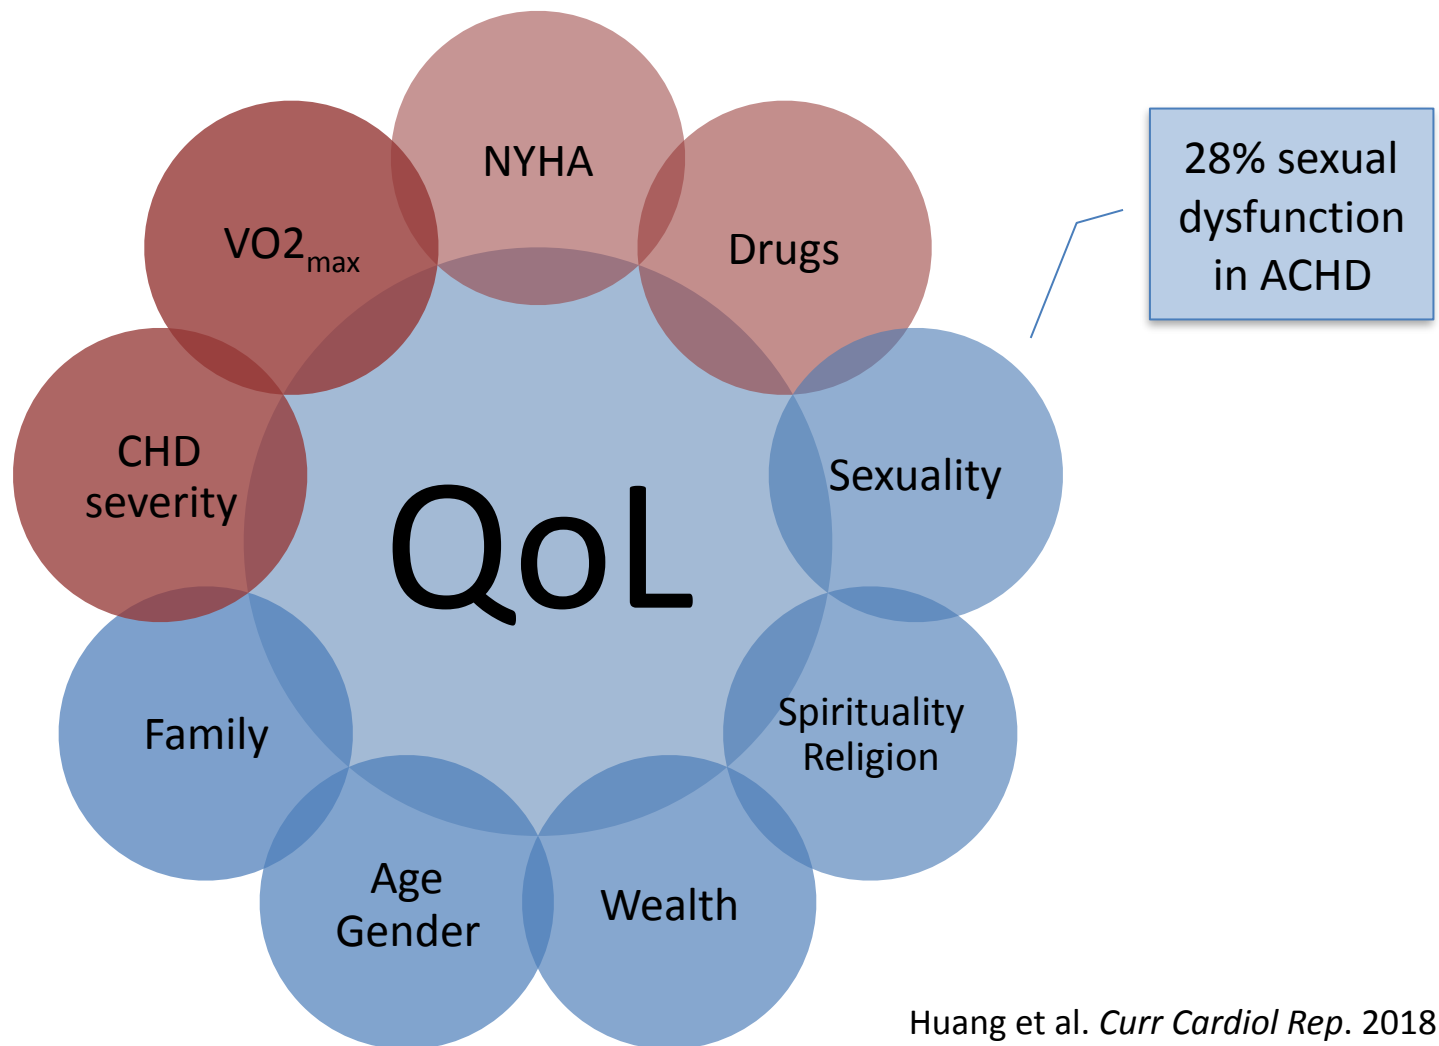 NYHA
Drugs
28% sexual
dysfunction
in ACHD
VO2max
CHD
severity
Sexuality
QoL
Family
Spirituality
Religion
Age
Gender
Wealth
Huang et al. Curr Cardiol Rep. 2018